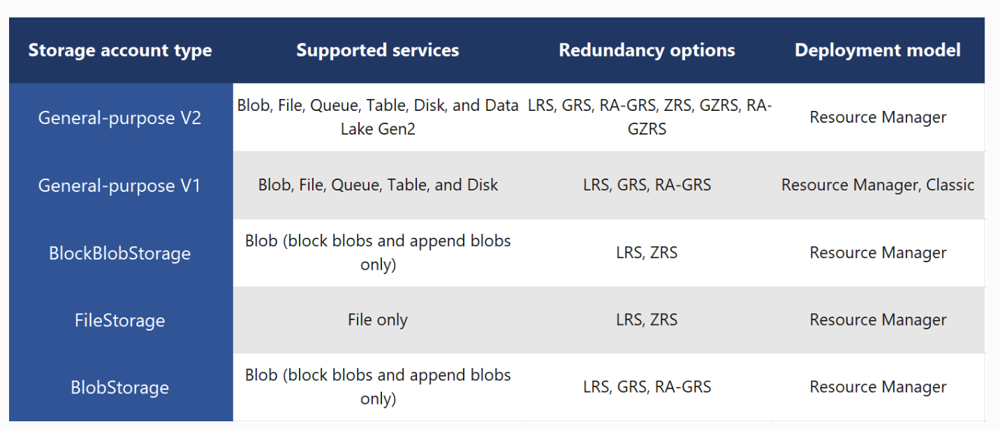 Storage account type Supported services Redundancy options Deployment model
General-purpose V2
Blob, File, Queue, Table, Disk, and Data
Lake Gen2
LRS, GRS, RA-GRS, ZRS, GZRS, RA-
GZRS
Resource Manager
General-purpose V1
Blob, File, Queue, Table, and Disk
LRS, GRS, RA-GRS
Resource Manager, Classic
BlockBlobStorage
Blob (block blobs and append blobs
only)
LRS, ZRS
Resource Manager
FileStorage
File only
LRS, ZRS
Resource Manager
BlobStorage
Blob (block blobs and append blobs
only)
LRS, GRS, RA-GRS
Resource Manager